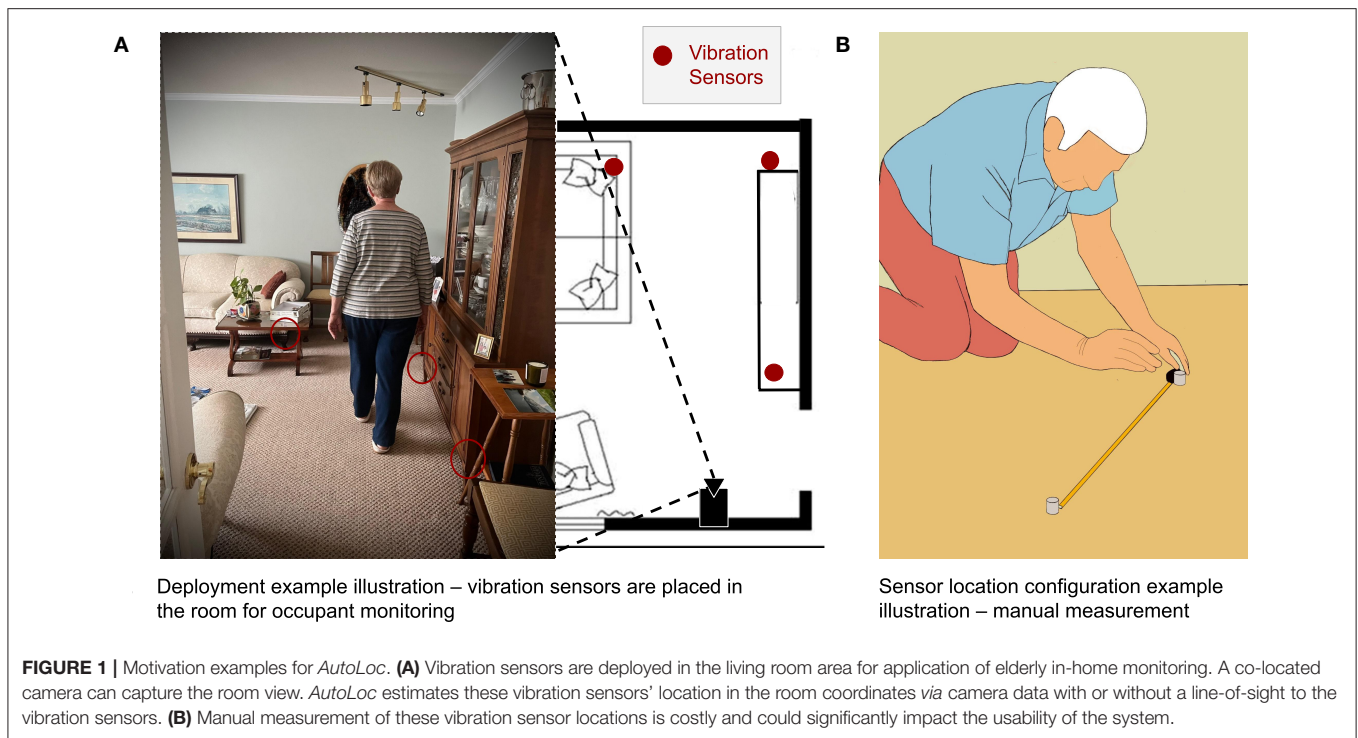 A
Vibration
Sensors
B
Deployment example illustration – vibration sensors are placed in
the room for occupant monitoring
Sensor location configuration example
illustration – manual measurement
FIGURE 1 | Motivation examples for AutoLoc. (A) Vibration sensors are deployed in the living room area for application of elderly in-home monitoring. A co-located
camera can capture the room view. AutoLoc estimates these vibration sensors’ location in the room coordinates via camera data with or without a line-of-sight to the
vibration sensors. (B) Manual measurement of these vibration sensor locations is costly and could significantly impact the usability of the system.